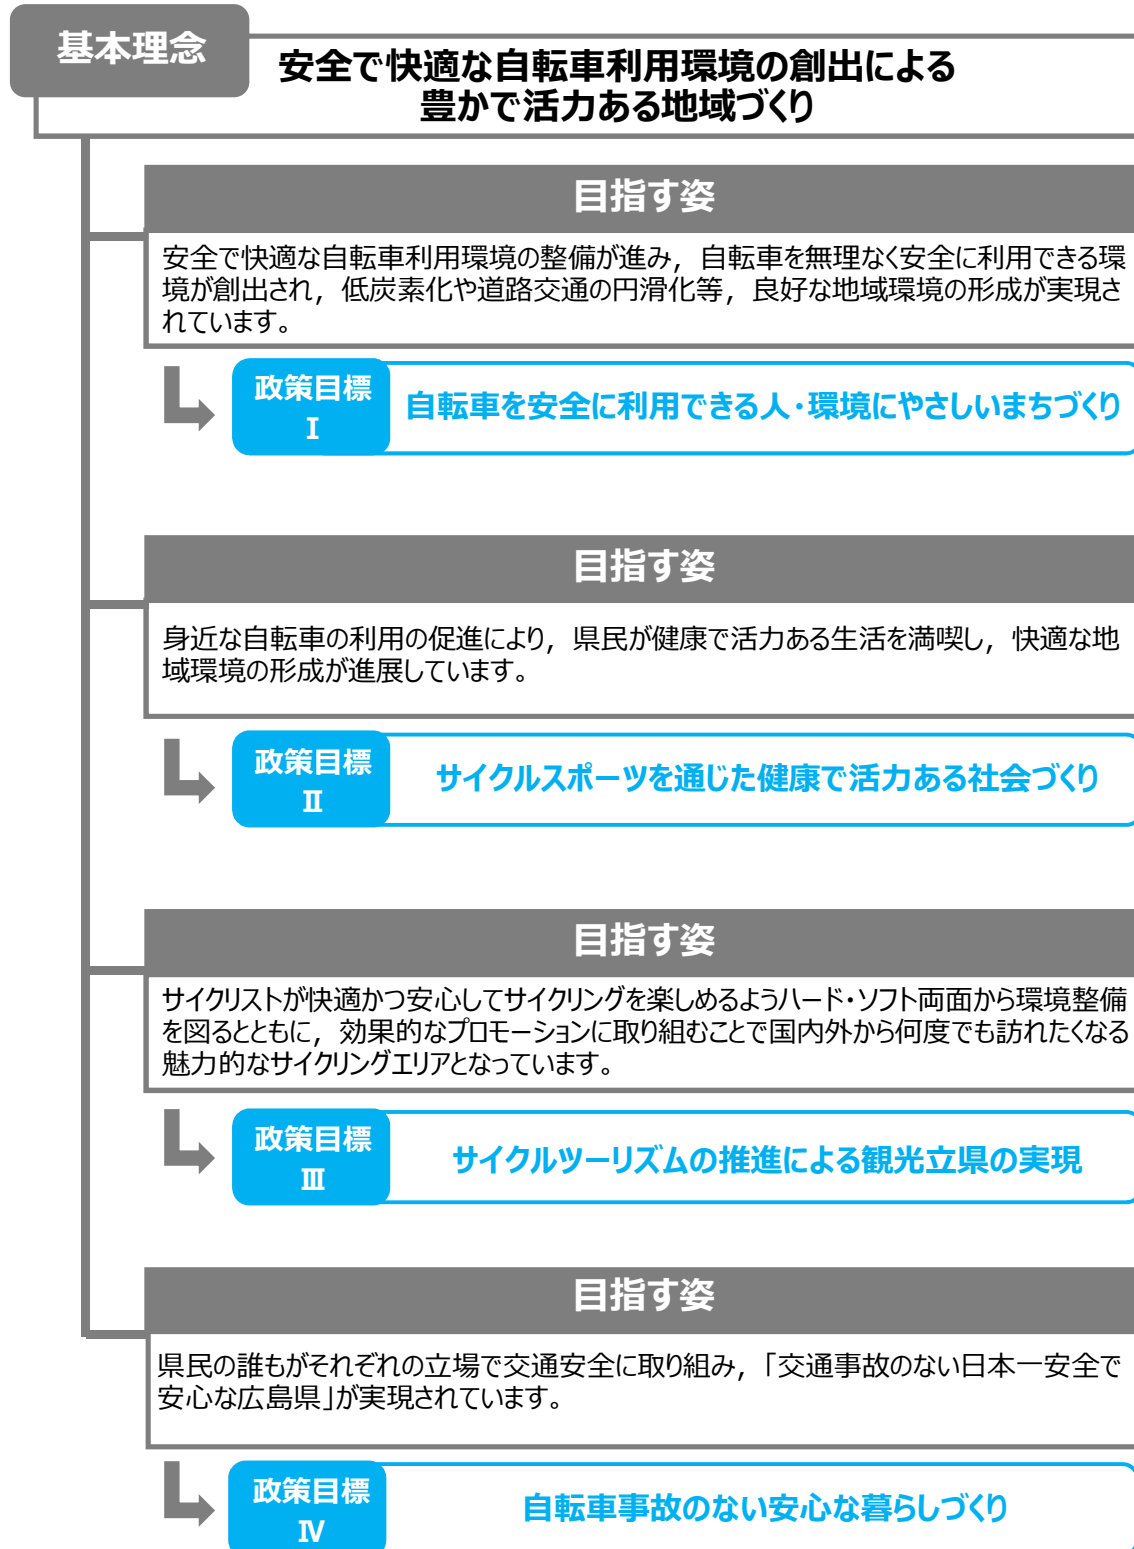 基本理念
安全で快適な自転車利用環境の創出による
豊かで活力ある地域づくり
目指す姿
安全で快適な自転車利用環境の整備が進み，自転車を無理なく安全に利用できる環
境が創出され，低炭素化や道路交通の円滑化等，良好な地域環境の形成が実現さ
れています。
政策目標
Ⅰ
自転車を安全に利用できる人・環境にやさしいまちづくり
目指す姿
身近な自転車の利用の促進により，県民が健康で活力ある生活を満喫し，快適な地
域環境の形成が進展しています。
政策目標
Ⅱ
サイクルスポーツを通じた健康で活力ある社会づくり
目指す姿
サイクリストが快適かつ安心してサイクリングを楽しめるようハード・ソフト両面から環境整備
を図るとともに，効果的なプロモーションに取り組むことで国内外から何度でも訪れたくなる
魅力的なサイクリングエリアとなっています。
政策目標
Ⅲ
サイクルツーリズムの推進による観光立県の実現
目指す姿
県民の誰もがそれぞれの立場で交通安全に取り組み，「交通事故のない日本一安全で
安心な広島県」が実現されています。
政策目標
Ⅳ
自転車事故のない安心な暮らしづくり